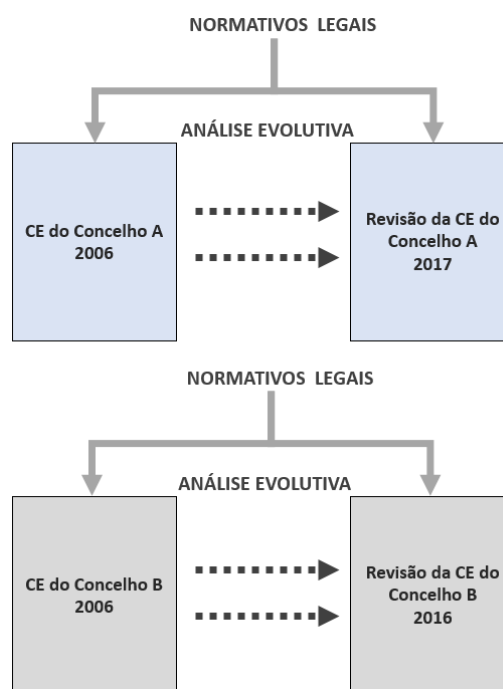 NORMATIVOS LEGAIS
ANÁLISE EVOLUTIVA
CE do Concelho A
2006
Revisão da CE do
Concelho A
2017
NORMATIVOS LEGAIS
ANÁLISE EVOLUTIVA
CE do Concelho B
2006
Revisão da CE do
Concelho B
2016